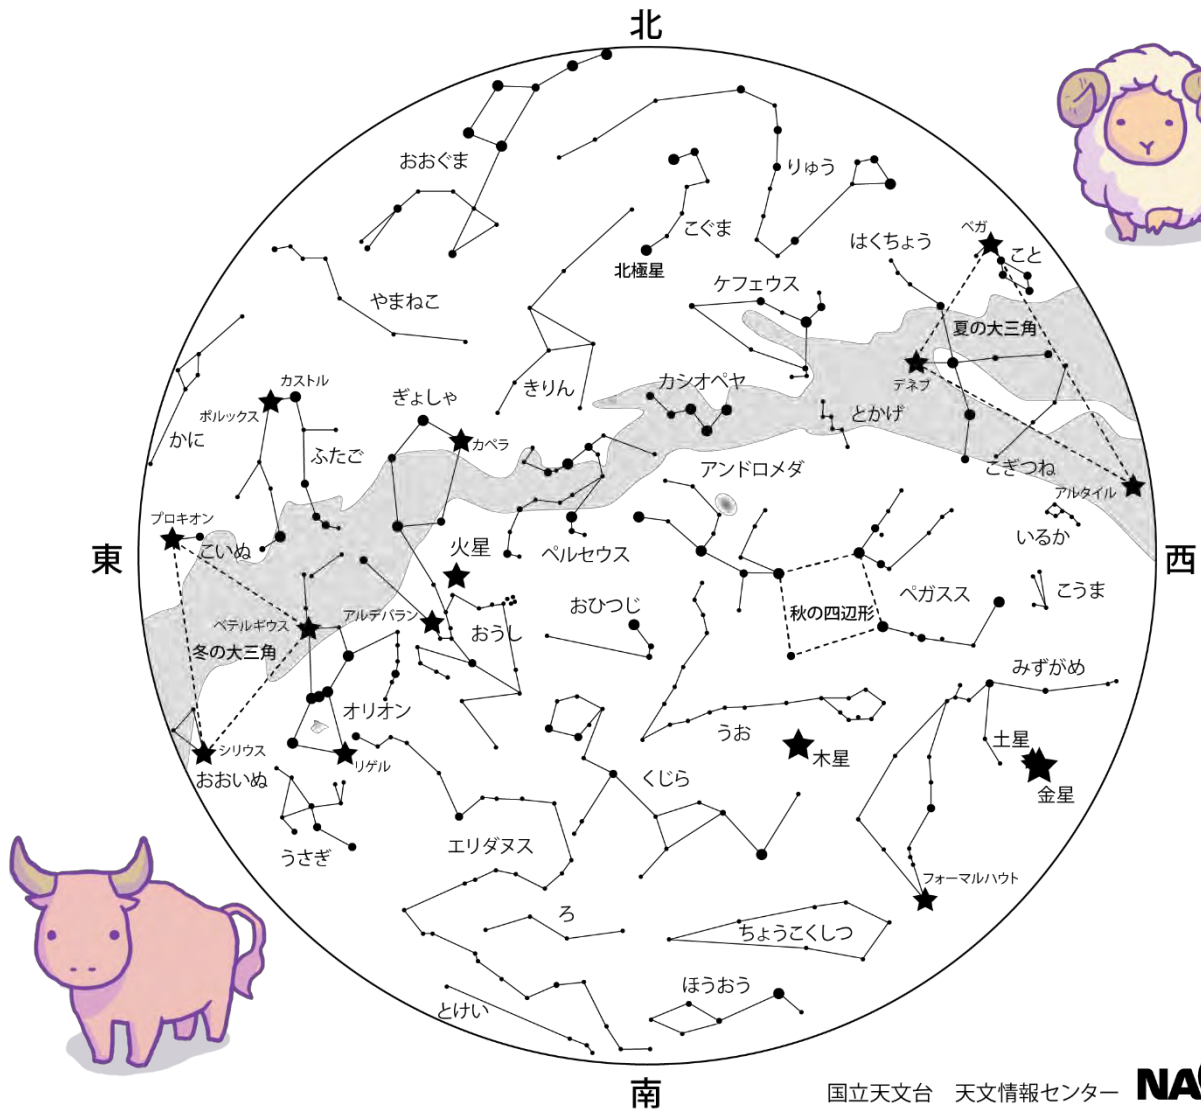 北
おおぐま
りゅう
こぐま
北極星
はくちょう
ベガ
こと
ケフェウス
やまねこ
夏の大三角
デネブ
カストル
ポルックス
ぎょしゃ
きりん
カシオペヤ
とかげ
かに
ふたご
カペラ
アンドロメダ
こぎつね
アルタイル
プロキオン
こいぬ
火星
ペルセウス
いるか
東
西
おひつじ
秋の四辺形
ペガスス
こうま
ベテルギウス
アルデバラン
おうし
冬の大三角
みずがめ
オリオン
うお
土星
木星
シリウス
おおいぬ
リゲル
くじら
金星
うさぎ
エリダヌス
フォーマルハウト
ろ
ちょうこくしつ
とけい
ほうおう
南
国立天文台 天文情報センター